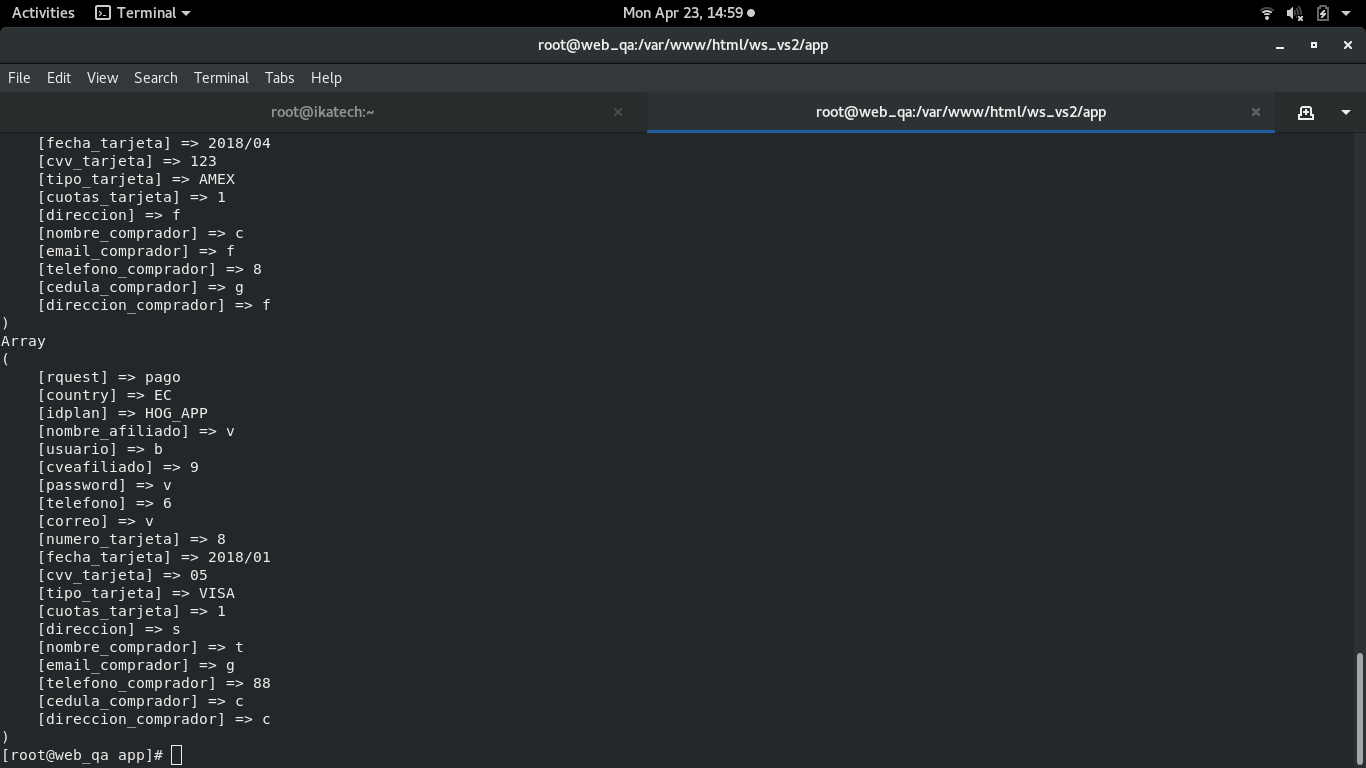 Activities Terminal Mon Apr 23, 14:59
root@web_qa:/var/www/html/ws_vs2/app
File Edit View Search Terminal Tabs Help
root@ikatech:~ root@web_qa:/var/www/html/ws_vs2/app
[fecha_tarjeta] => 2018/04
[cvv_tarjeta] => 123
[tipo_tarjeta] => AMEX
[cuotas_tarjeta] => 1
[direccion] => f
[nombre_comprador] => c
[email_comprador] => f
[telefono_comprador] => 8
[cedula_comprador] => g
[direccion_comprador] => f
)
Array
(
[rquest] => pago
[country] => EC
[idplan] => HOG_APP
[nombre_afiliado] => v
[usuario] => b
[cveafiliado] => 9
[password] => v
[telefono] => 6
[correo] => v
[numero_tarjeta] => 8
[fecha_tarjeta] => 2018/01
[cvv_tarjeta] => 05
[tipo_tarjeta] => VISA
[cuotas_tarjeta] => 1
[direccion] => s
[nombre_comprador] => t
[email_comprador] => g
[telefono_comprador] => 88
[cedula_comprador] => c
[direccion_comprador] => c
)
[root@web_qa app]#